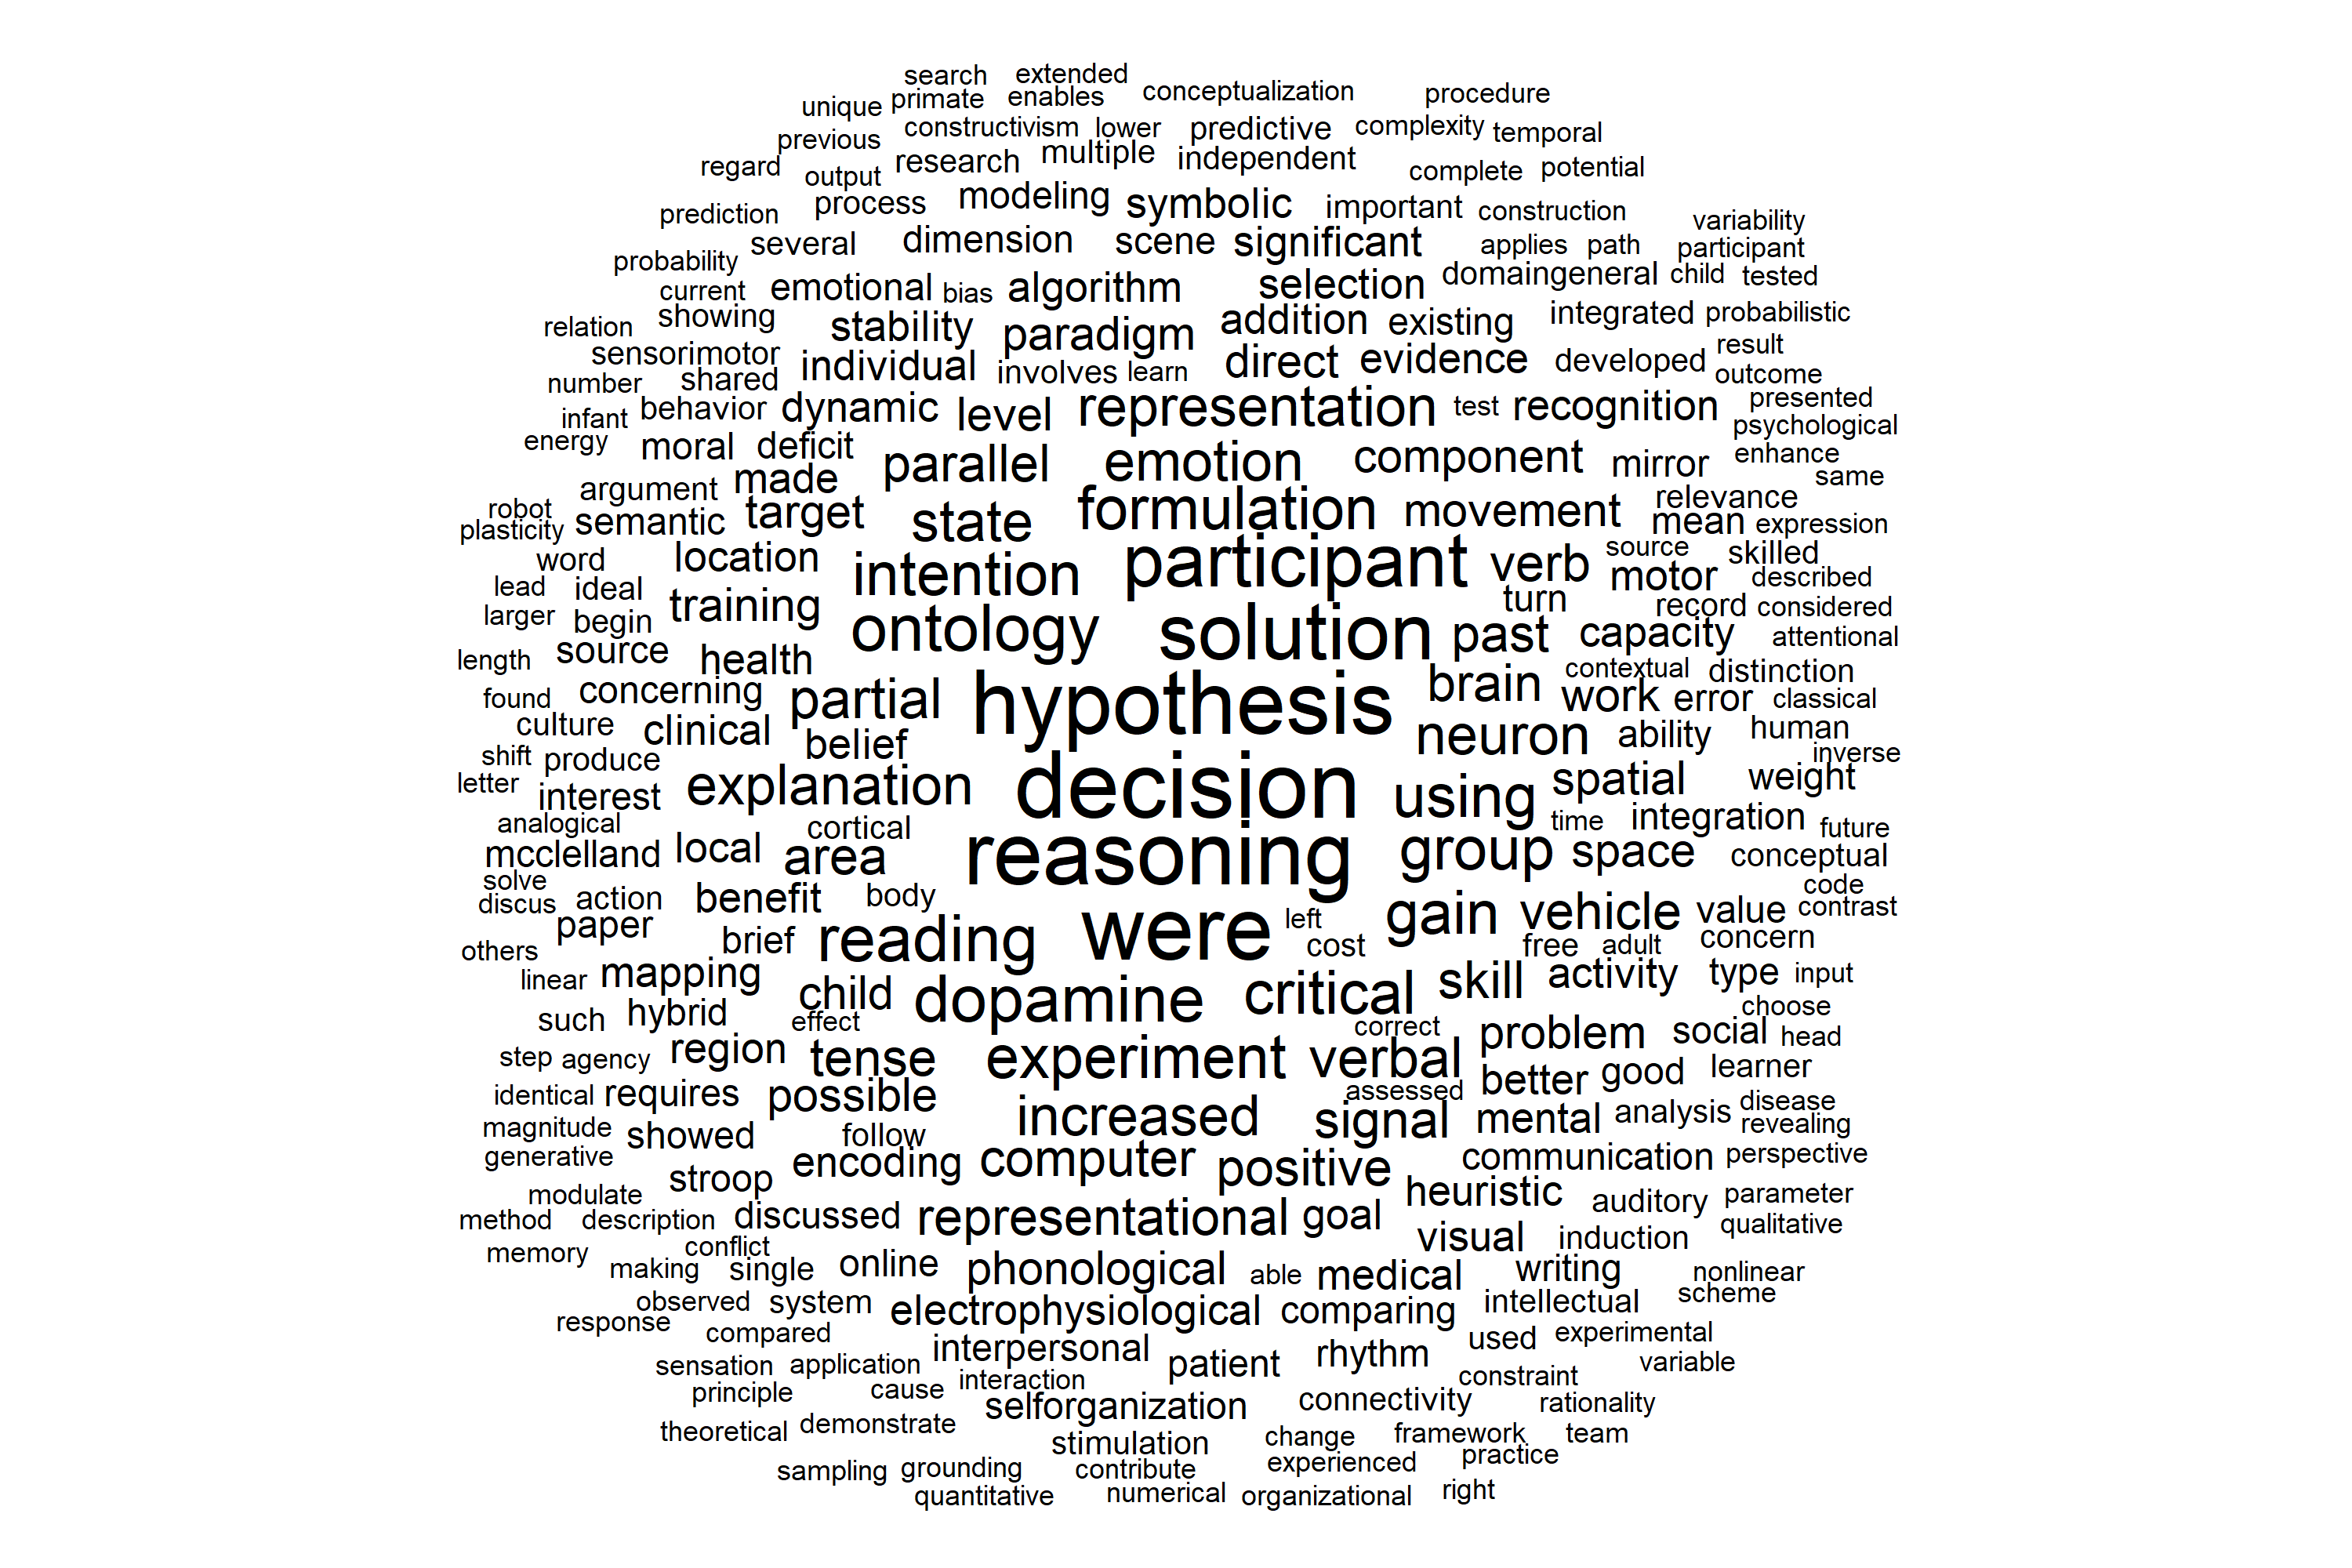 search extended
unique primate enables conceptualization procedure
previous constructivism lower predictive complexity temporal
regard output research multiple independent complete potential
prediction process modeling symbolic important construction variability
probability several dimension scene significant applies path participant
current emotional bias algorithm selection domaingeneral child tested
relation showing stability paradigm addition existing integrated probabilistic
sensorimotor individual involves learn direct evidence developed result
number shared outcome
infant behavior dynamic level representation test recognition presented
energy moral deficit psychological
made parallel emotion component mirror enhance
argument same
robot target state formulation movement relevance
plasticity semantic mean expression
word location intention participant verb source skilled
lead ideal training motor described
larger begin turn record considered
length source health ontology solution past capacity attentional
found concerning partial hypothesis brain contextual distinction
work error classical
culture clinical belief neuron ability human
shift produce inverse
letter interest explanation decision using spatial weight
analogical cortical time integration future
mcclelland local area reasoning group space conceptual
solve code
discus action benefit body gain vehicle value contrast
paper brief reading were left
others cost free adult concern
linear mapping child dopamine critical skill activity type input
such hybrid effect correct problem social choose
head
step agency region tense experiment verbal better good learner
identical requires possible assessed disease
magnitude showed follow increased signal mental analysis revealing
generative stroop encoding computer positive communication perspective
modulate heuristic auditory parameter
method description discussed representational goal visual induction qualitative
memory conflict
making single online phonological able medical writing nonlinear
observed system electrophysiological comparing intellectual scheme
response compared interpersonal patient rhythm used experimental
sensation application variable
principle cause interaction constraint
selforganization connectivity rationality
theoretical demonstrate stimulation change framework team
sampling grounding contribute experienced practice
quantitative numerical organizational right